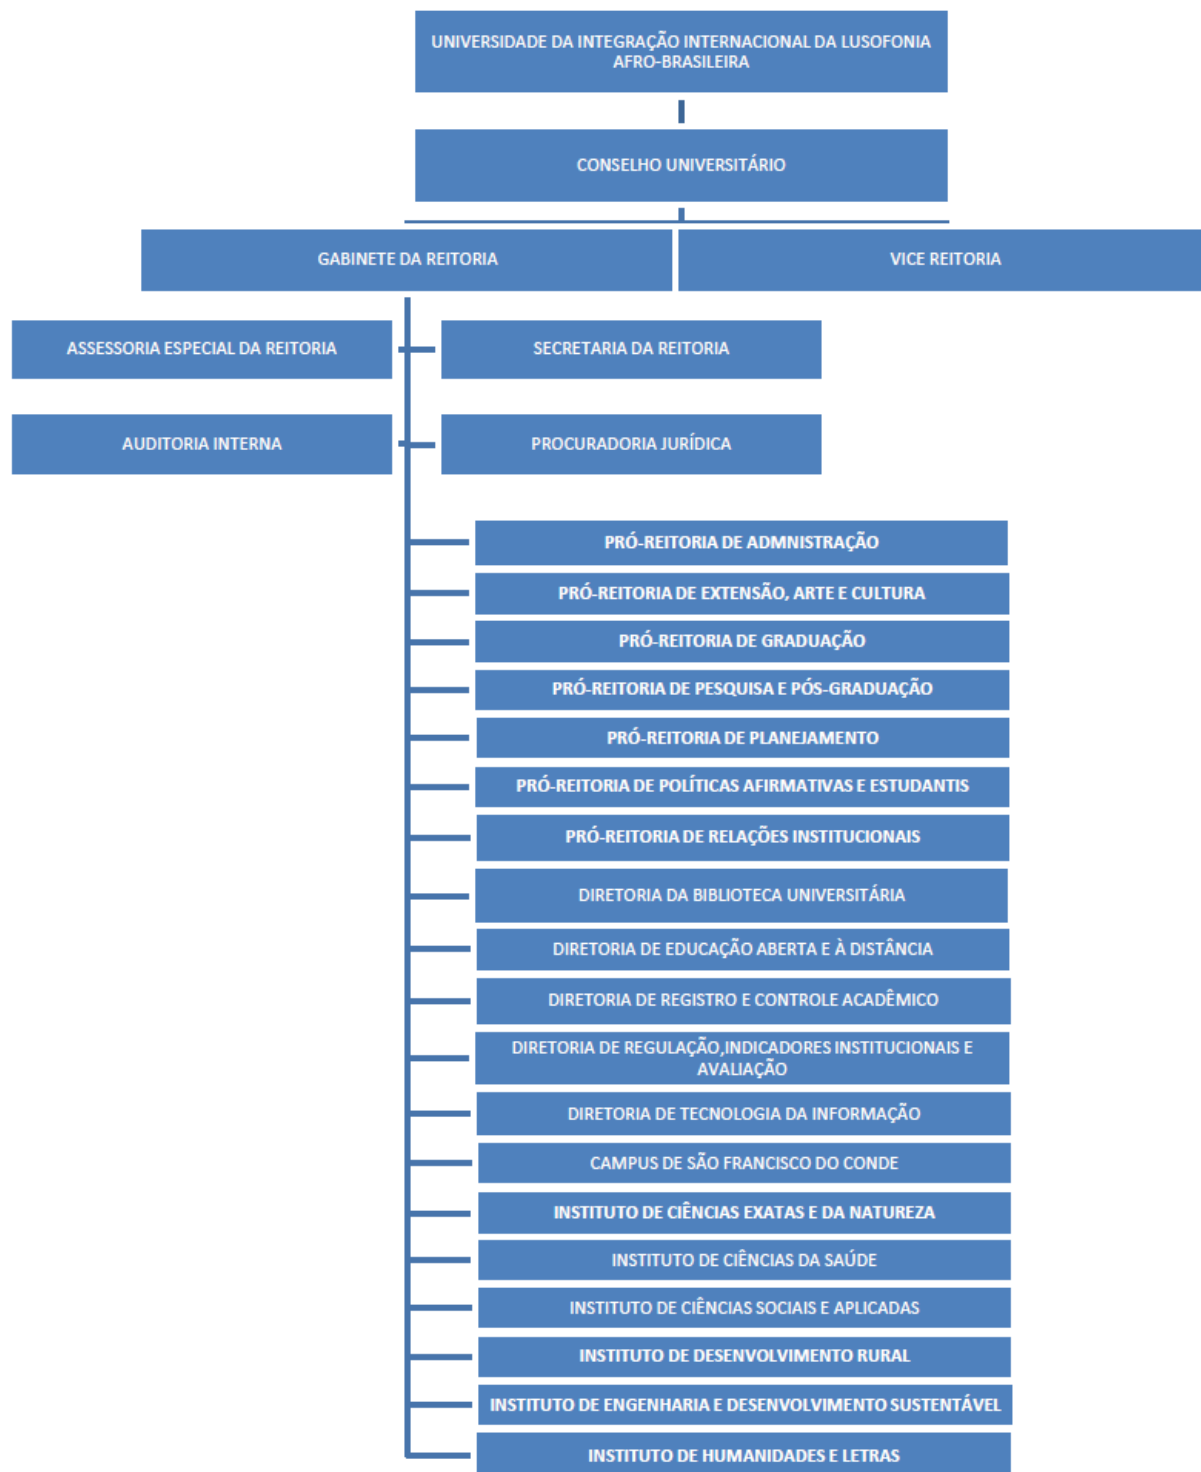 UNIVERSIDADE DA INTEGRAÇÃO INTERNACIONAL DA LUSOFONIA
AFRO-BRASILEIRA
CONSELHO UNIVERSITÁRIO
GABINETE DA REITORIA
VICE REITORIA
ASSESSORIA ESPECIAL DA REITORIA
SECRETARIA DA REITORIA
AUDITORIA INTERNA
PROCURADORIA JURÍDICA
PRÓ-REITORIA DE ADMNISTRAÇÃO
PRÓ-REITORIA DE EXTENSÃO, ARTE E CULTURA
PRÓ-REITORIA DE GRADUAÇÃO
PRÓ-REITORIA DE PESQUISA E PÓS-GRADUAÇÃO
PRÓ-REITORIA DE PLANEJAMENTO
PRÓ-REITORIA DE POLÍTICAS AFIRMATIVAS E ESTUDANTIS
PRÓ-REITORIA DE RELAÇÕES INSTITUCIONAIS
DIRETORIA DA BIBLIOTECA UNIVERSITÁRIA
DIRETORIA DE EDUCAÇÃO ABERTA E À DISTÂNCIA
DIRETORIA DE REGISTRO E CONTROLE ACADÊMICO
DIRETORIA DE REGULAÇÃO,INDICADORES INSTITUCIONAIS E
AVALIAÇÃO
DIRETORIA DE TECNOLOGIA DA INFORMAÇÃO
CAMPUS DE SÃO FRANCISCO DO CONDE
INSTITUTO DE CIÊNCIAS EXATAS E DA NATUREZA
INSTITUTO DE CIÊNCIAS DA SAÚDE
INSTITUTO DE CIÊNCIAS SOCIAIS E APLICADAS
INSTITUTO DE DESENVOLVIMENTO RURAL
INSTITUTO DE ENGENHARIA E DESENVOLVIMENTO SUSTENTÁVEL
INSTITUTO DE HUMANIDADES E LETRAS